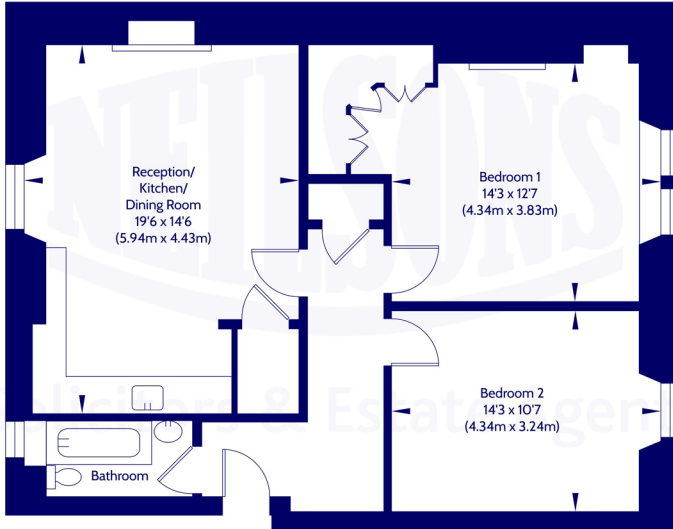 NEILSONS
Solicitors & Estate Agent
Reception/
Kitchen/
Dining Room
19'6 x 14'6
(5.94m x 4.43m)
Bedroom 1
14'3 x 12'7
(4.34m x 3.83m)
Bedroom 2
14'3 x 10'7
(4.34m x 3.24m)
Bathroom